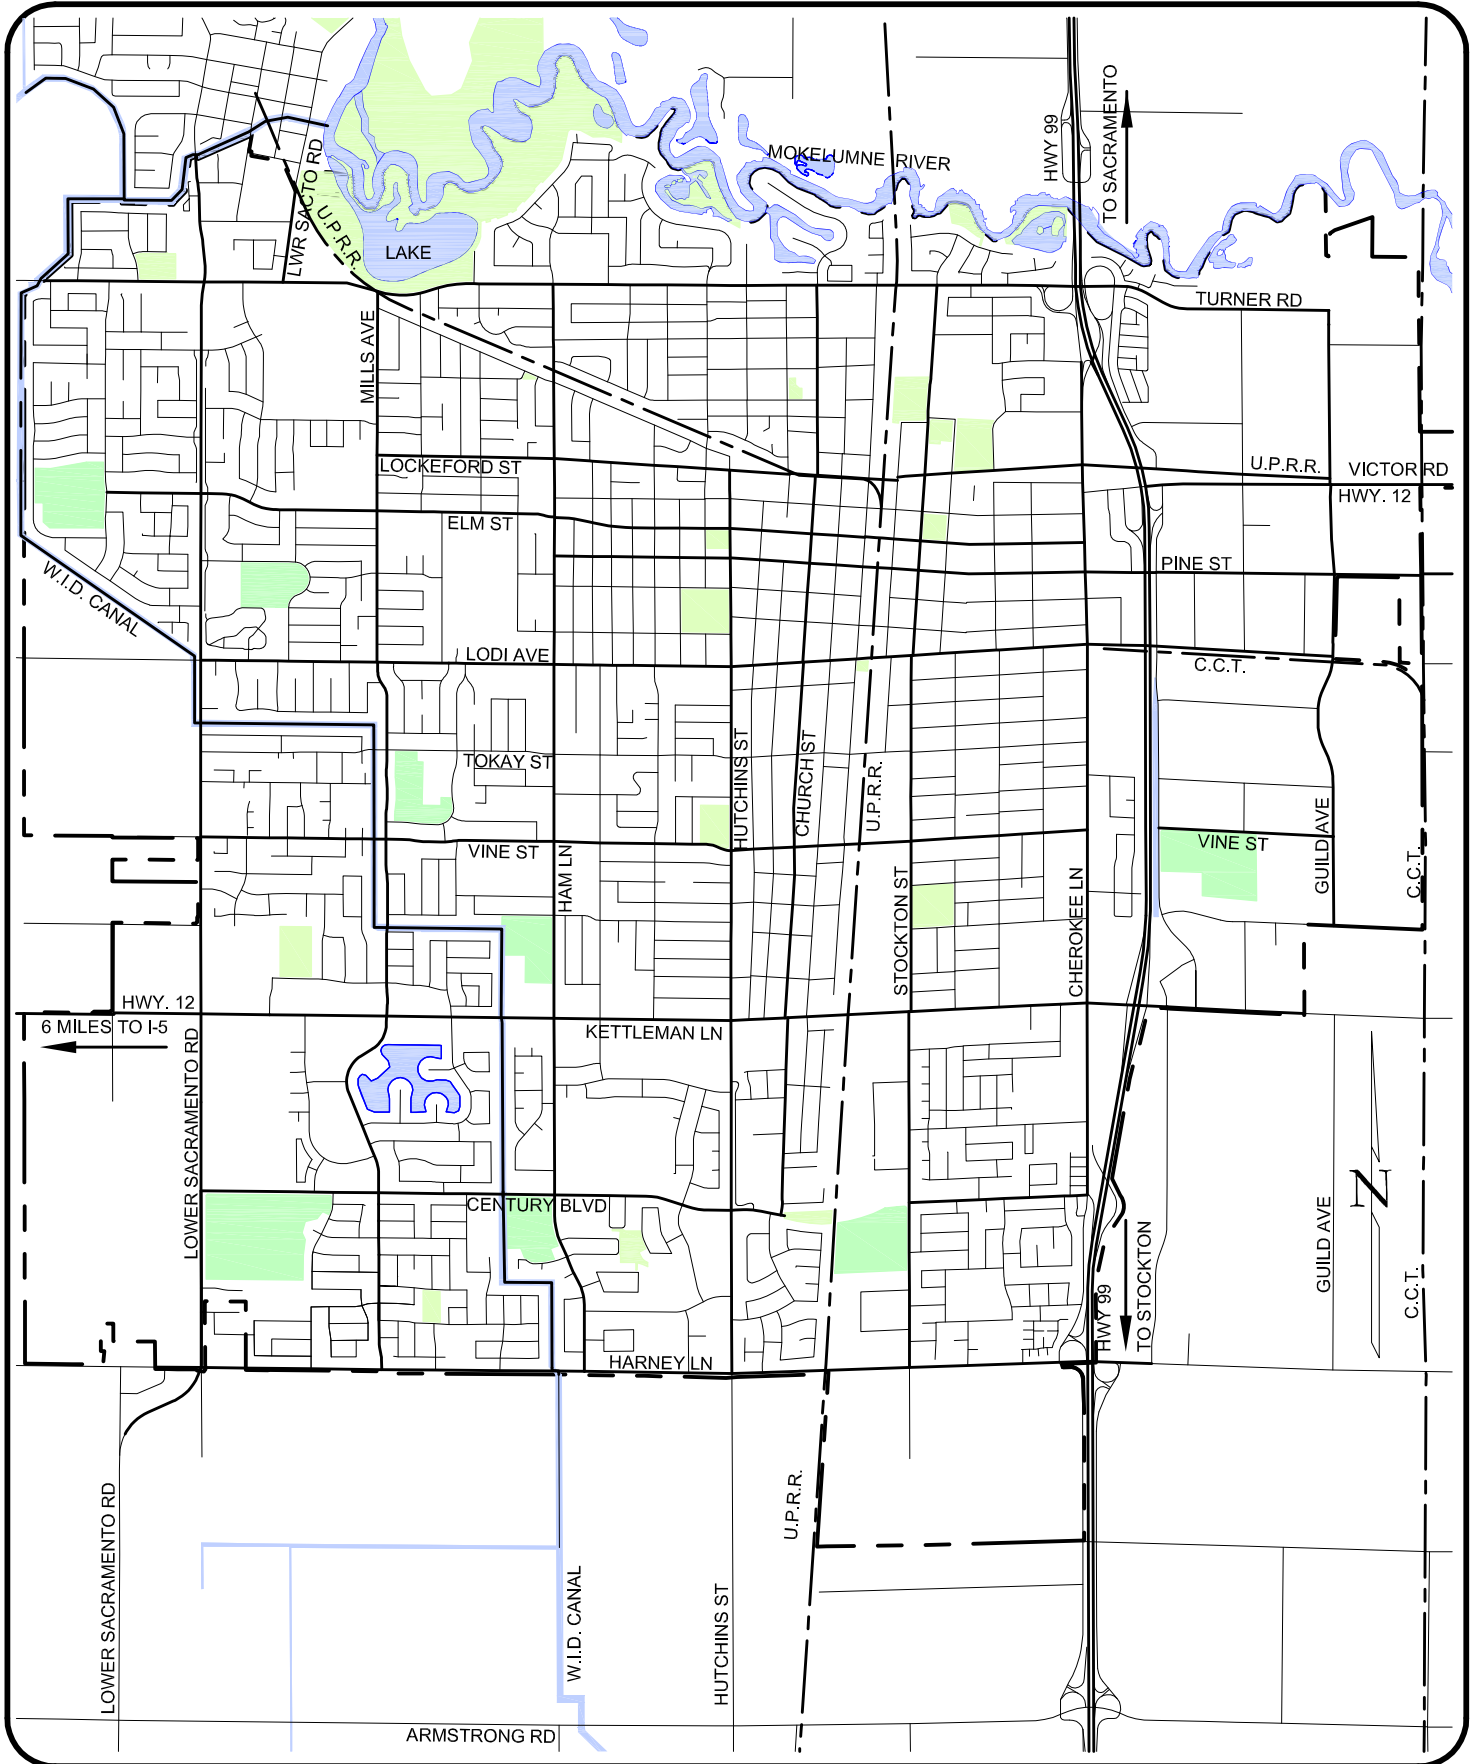 HWY 99
TO SACRAMENTO
MOKELUMNE RIVER
LWR SACTO RD
U.P.R.R.
LAKE
TURNER RD
MILLS AVE
LOCKEFORD ST
U.P.R.R.
VICTOR RD
HWY. 12
ELM ST
PINE ST
W.I.D. CANAL
LODI AVE
C.C.T.
TOKAY ST
HUTCHINS ST
CHURCH ST
U.P.R.R.
VINE ST
HAM LN
STOCKTON ST
CHEROKEE LN
VINE ST
GUILD AVE
C.C.T.
HWY. 12
6 MILES TO I-5
KETTLEMAN LN
LOWER SACRAMENTO RD
CENTURY BLVD
N
GUILD AVE
C.C.T.
HWY 99
TO STOCKTON
HARNEY LN
LOWER SACRAMENTO RD
U.P.R.R.
W.I.D. CANAL
HUTCHINS ST
ARMSTRONG RD